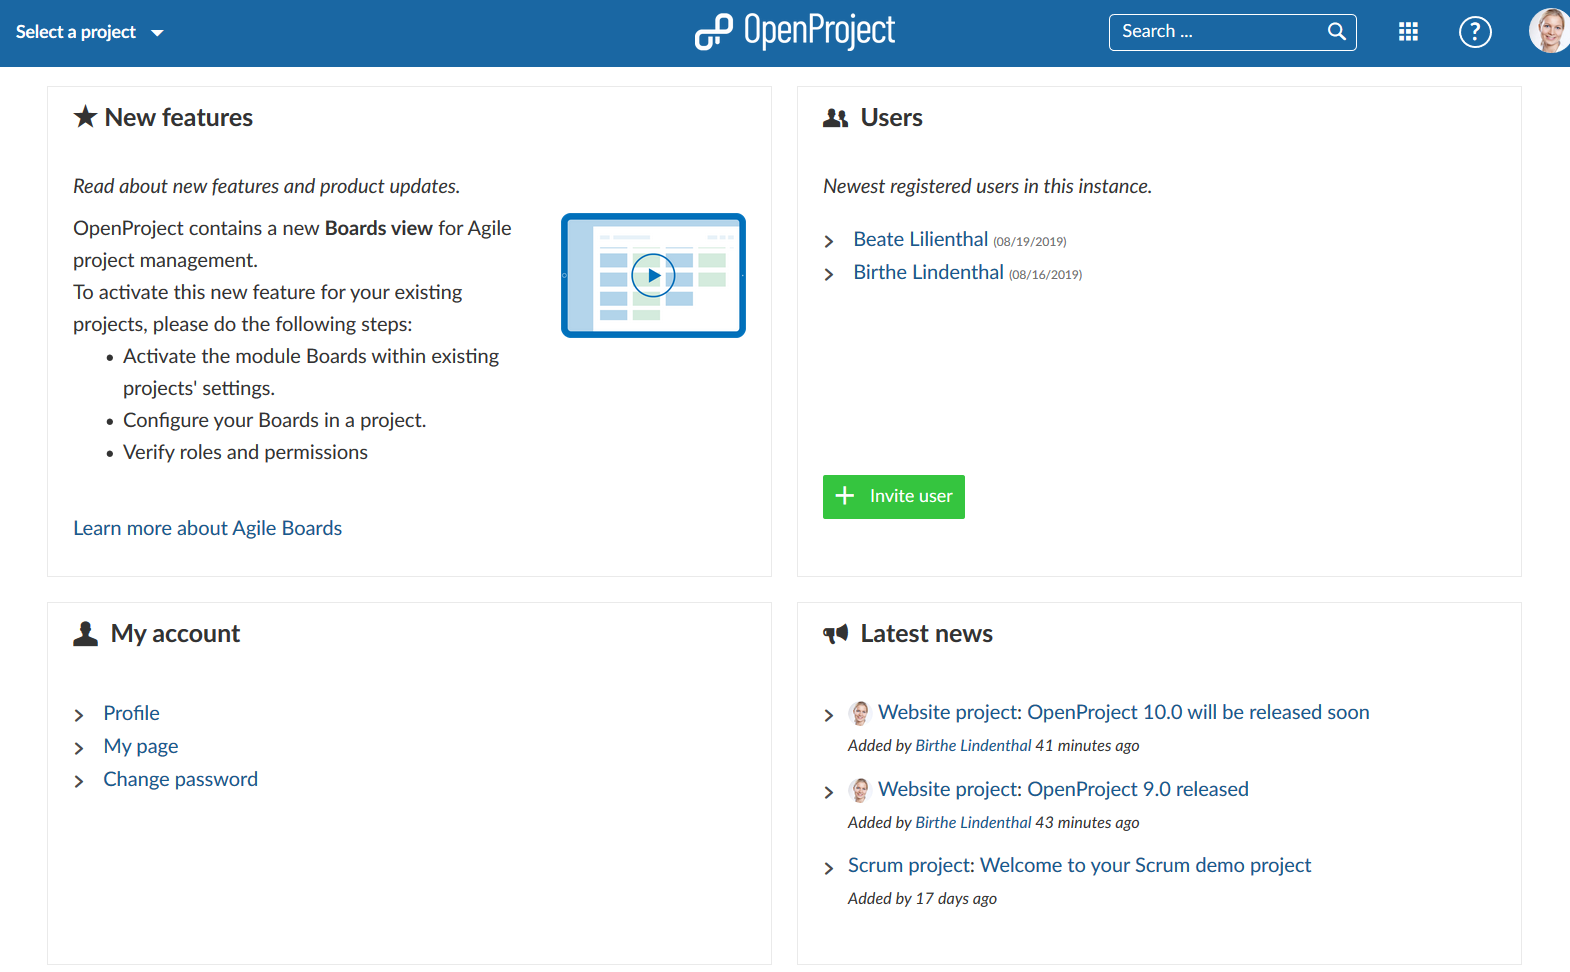 Select a project
OpenProject
Search ...
?
New features
Read about new features and product updates.
OpenProject contains a new Boards view for Agile
project management.
To activate this new feature for your existing
projects, please do the following steps:
• Activate the module Boards within existing
projects' settings.
• Configure your Boards in a project.
• Verify roles and permissions
Learn more about Agile Boards
Users
Newest registered users in this instance.
Beate Lilienthal (08/19/2019)
Birthe Lindenthal (08/16/2019)
+ Invite user
My account
Profile
My page
Change password
Latest news
Website project: OpenProject 10.0 will be released soon
Added by Birthe Lindenthal 41 minutes ago
Website project: OpenProject 9.0 released
Added by Birthe Lindenthal 43 minutes ago
Scrum project: Welcome to your Scrum demo project
Added by 17 days ago